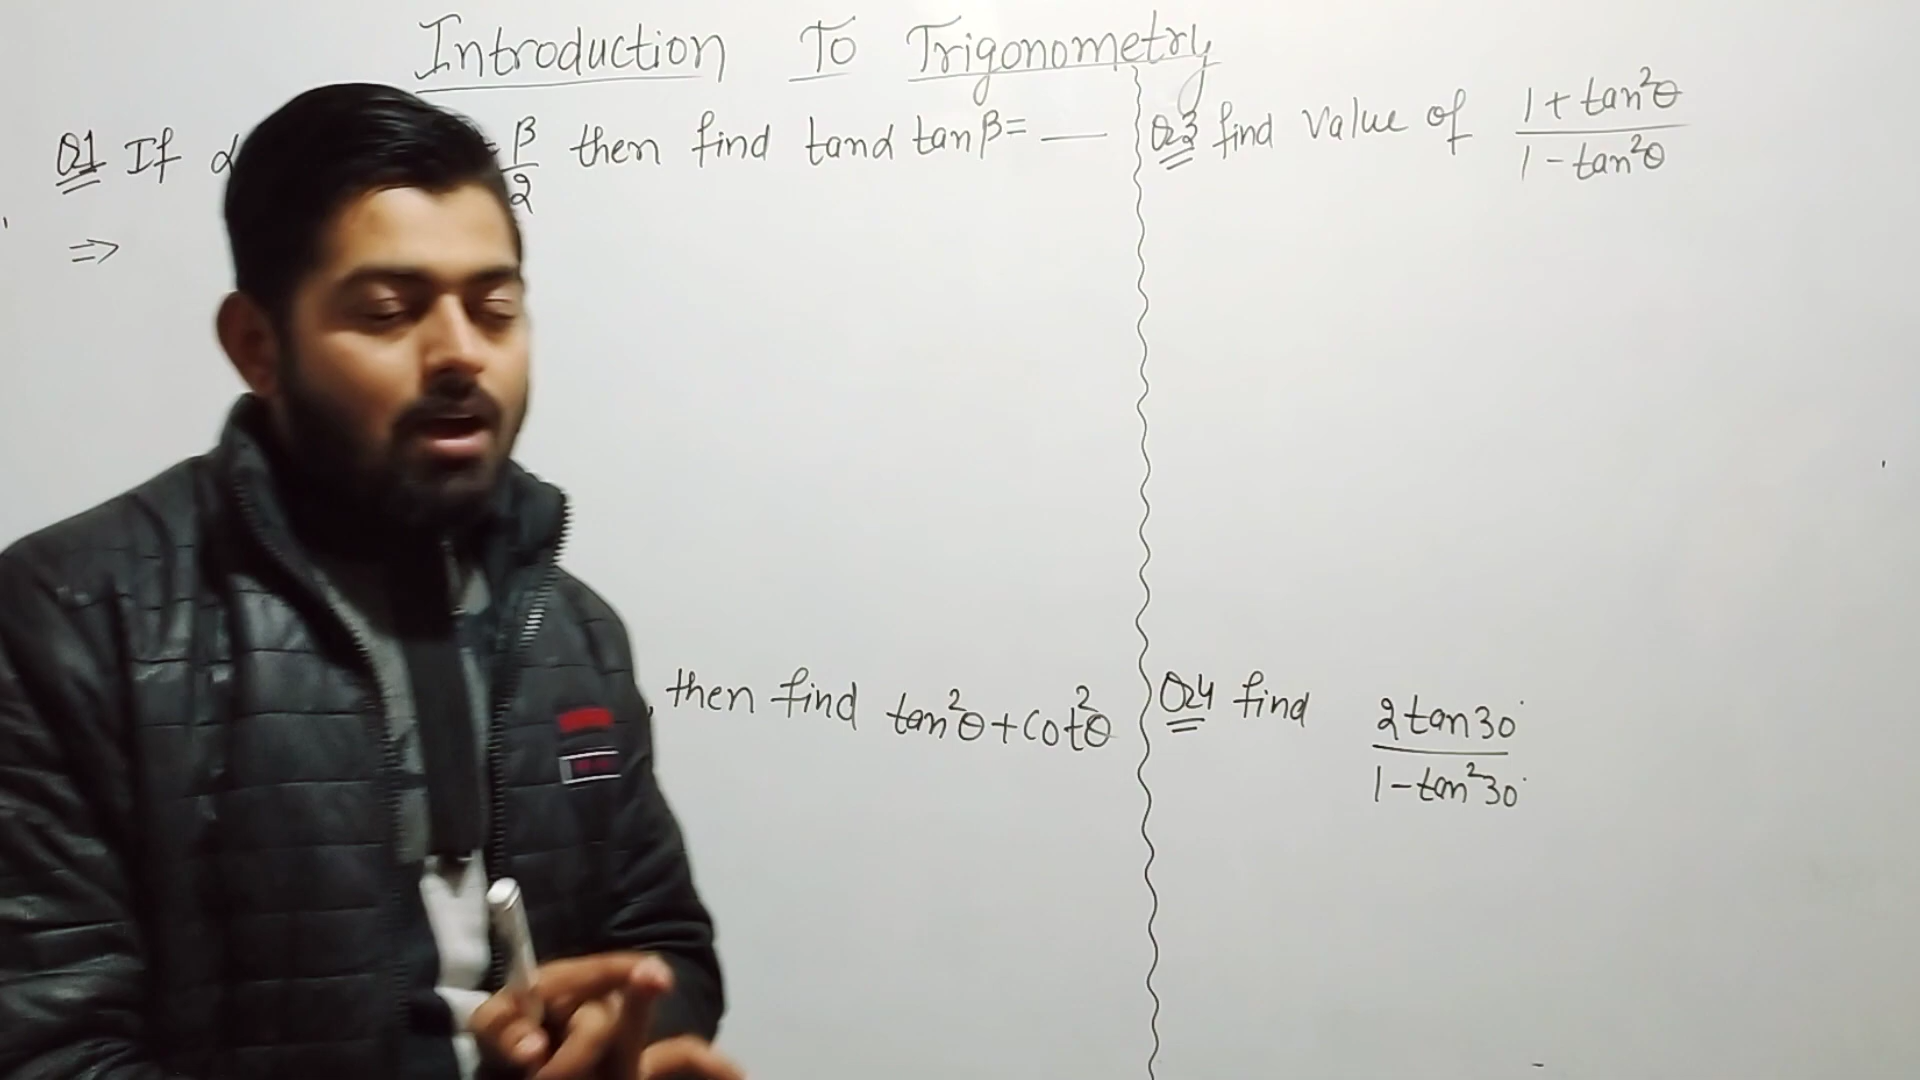 Introduction To Trigonometry
Q1 If α β/2 then find tanα tanβ = —
⇒
, then find tan²θ + cot²θ
Q3 find value of (1 + tan²θ)/(1 - tan²θ)
Q4 find 2tan30°/(1 - tan²30°)